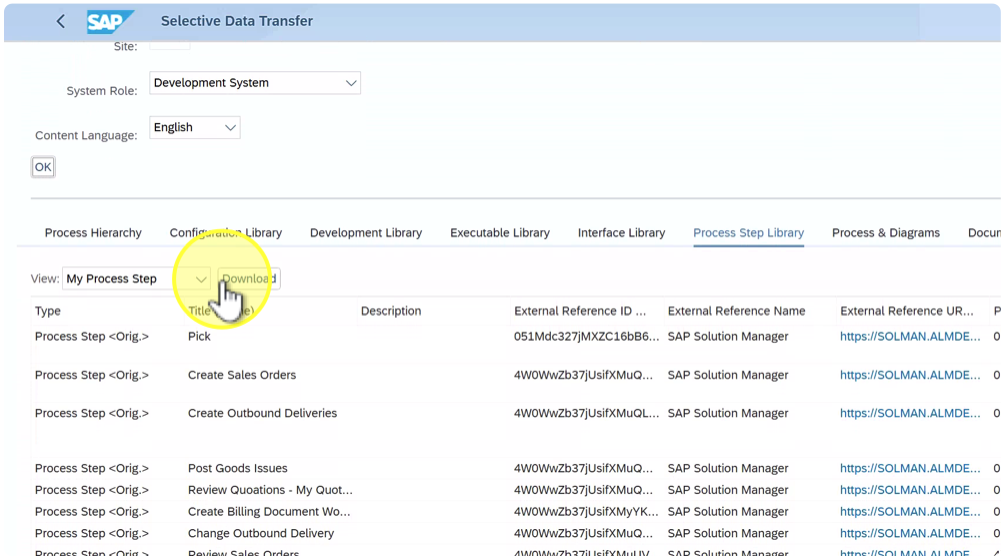 SAP Selective Data Transfer
Site:
System Role: Development System
Content Language: English
OK
Process Hierarchy Configuration Library Development Library Executable Library Interface Library Process Step Library Process & Diagrams Docum
View: My Process Step Download
Type Title Description External Reference ID ... External Reference Name External Reference UR... P
Process Step <Orig.> Pick 051Mdc327jMXZC16bB6... SAP Solution Manager https://SOLMAN.ALMDE... 0
Process Step <Orig.> Create Sales Orders 4W0WwZb37jUsifXMuQ... SAP Solution Manager https://SOLMAN.ALMDE... 0
Process Step <Orig.> Create Outbound Deliveries 4W0WwZb37jUsifXMuQL... SAP Solution Manager https://SOLMAN.ALMDE... 0
Process Step <Orig.> Post Goods Issues 4W0WwZb37jUsifXMuQ... SAP Solution Manager https://SOLMAN.ALMDE... 0
Process Step <Orig.> Review Quoations - My Quot... 4W0WwZb37jUsifXMuQ... SAP Solution Manager https://SOLMAN.ALMDE... 0
Process Step <Orig.> Create Billing Document Wo... 4W0WwZb37jUsifXMyYK... SAP Solution Manager https://SOLMAN.ALMDE... 0
Process Step <Orig.> Change Outbound Delivery 4W0WwZb37jUsifXMuQ... SAP Solution Manager https://SOLMAN.ALMDE... 0
Process Step <Orig.> Review Sales Orders 4W0WwZb37jUsifXMuUV... SAP Solution Manager https://SOLMAN.ALMDE...